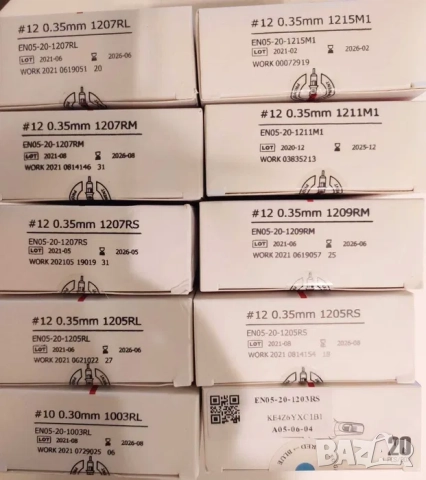 #12 0.35mm 1207RL
EN05-20-1207RL
LOT 2021-06 2026-06
WORK 2021 0619051 20
#12 0.35mm 1215M1
EN05-20-1215M1
LOT 2021-02 2026-02
WORK 00072919
#12 0.35mm 1207RM
EN05-20-1207RM
LOT 2021-08 2026-08
WORK 2021 0814146 31
#12 0.35mm 1211M1
EN05-20-1211M1
LOT 2020-12 2025-12
WORK 03835213
#12 0.35mm 1207RS
EN05-20-1207RS
LOT 2021-05 2026-05
WORK 202105 19019 31
#12 0.35mm 1209RM
EN05-20-1209RM
LOT 2021-06 2026-06
WORK 2021 0619057 25
#12 0.35mm 1205RL
EN05-20-1205RL
LOT 2021-06 2026-06
WORK 2021 0621022 27
#12 0.35mm 1205RS
EN05-20-1205RS
LOT 2021-08
WORK 2021 0814154
#10 0.30mm 1003RL
EN05-20-1003RL
LOT 2021-08 2026-08
WORK 2021 0729025 06
EN05-20-1203RS
A05-06-04
20
БАЗАР